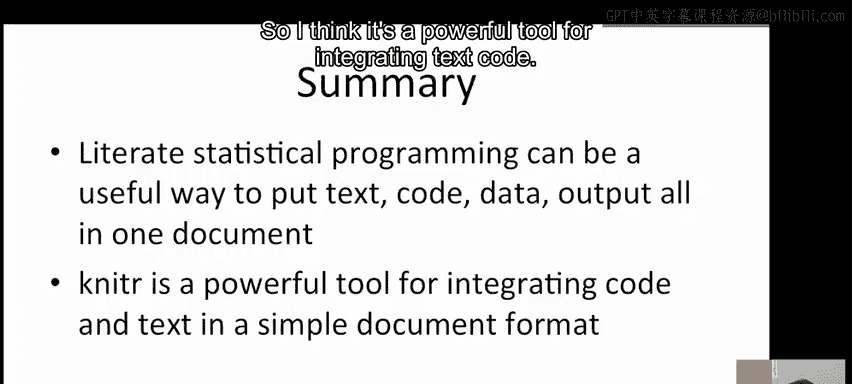 GPT中英字幕课程资源@bilibili.com
So I think it's a powerful tool for
integrating text code.
Summary
• Literate statistical programming can be a
useful way to put text, code, data, output all
in one document
• knitr is a powerful tool for integrating code
and text in a simple document format